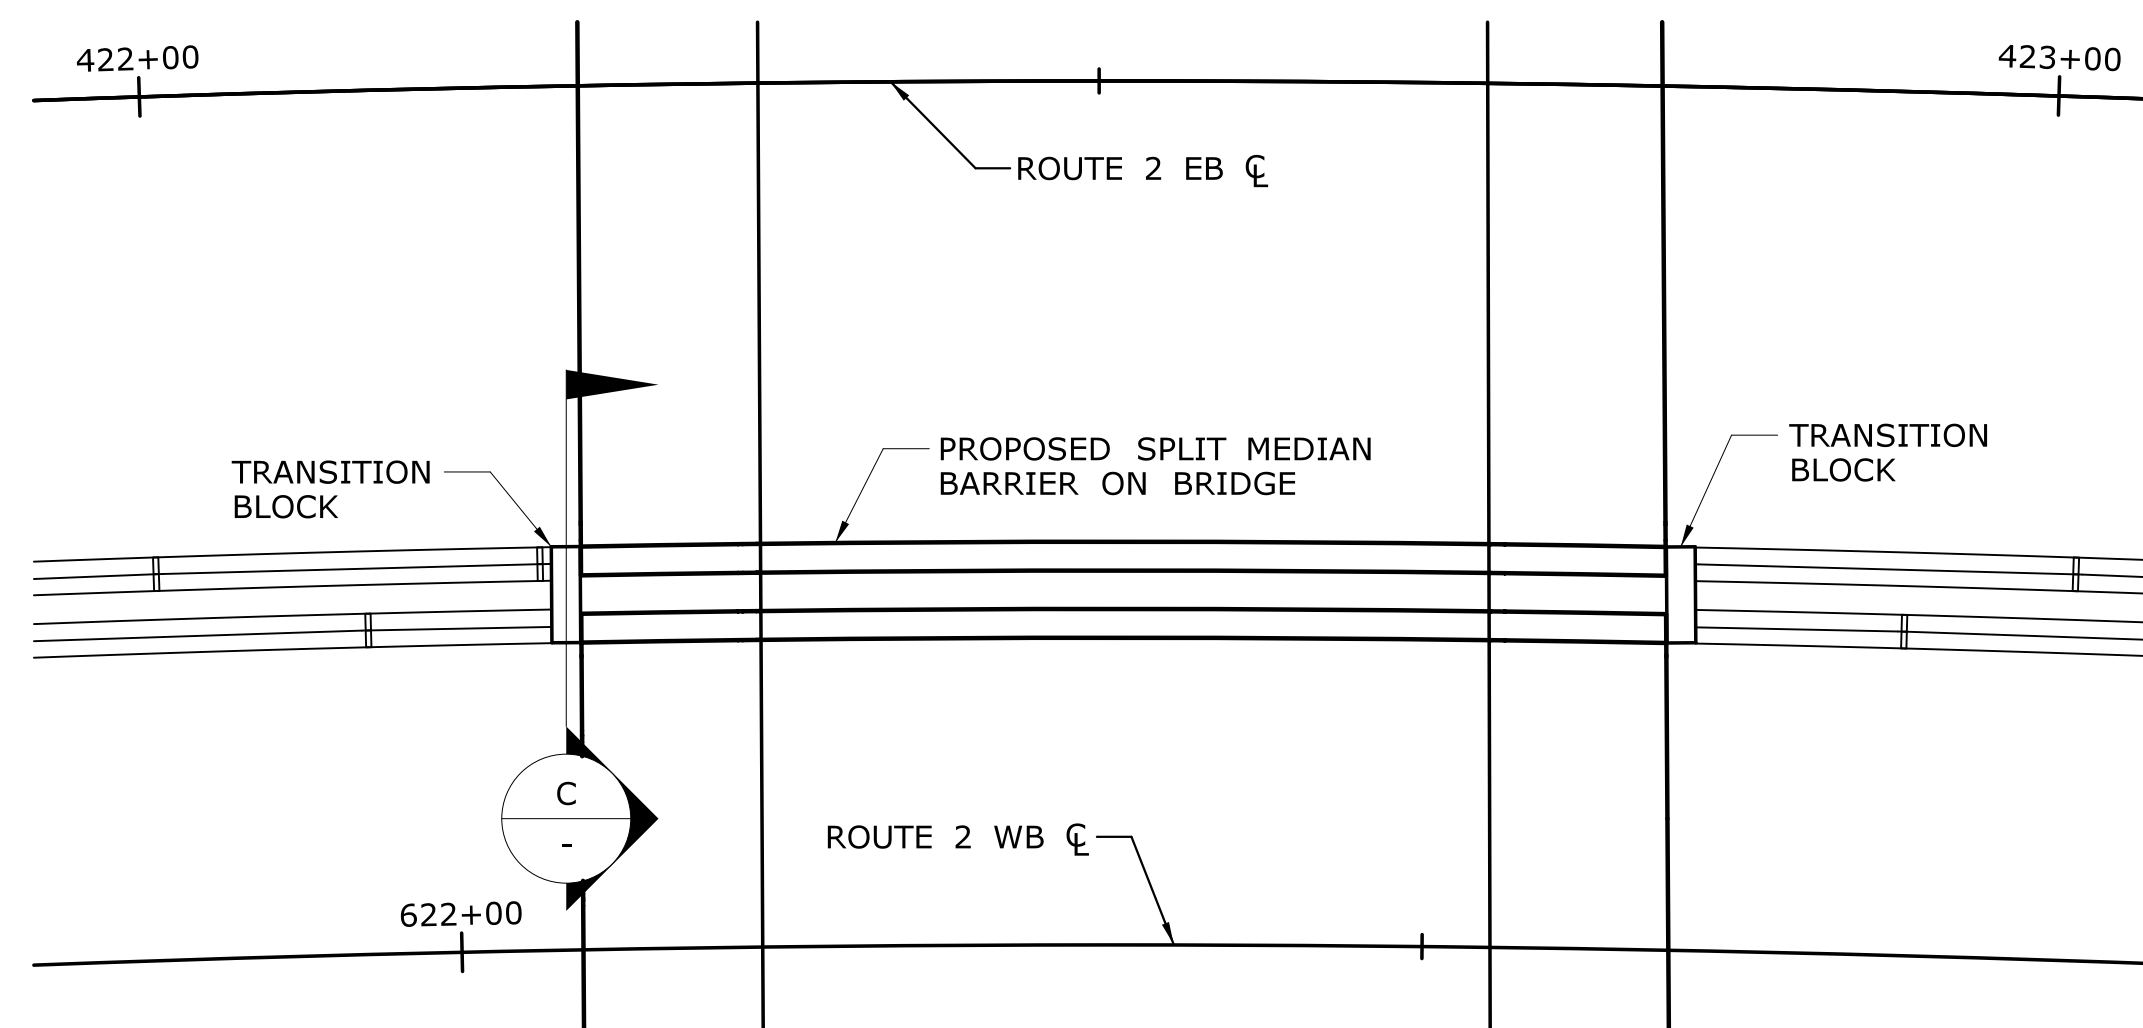 422+00
423+00
ROUTE 2 EB ℄
TRANSITION
BLOCK
PROPOSED SPLIT MEDIAN
BARRIER ON BRIDGE
TRANSITION
BLOCK
C
-
ROUTE 2 WB ℄
622+00